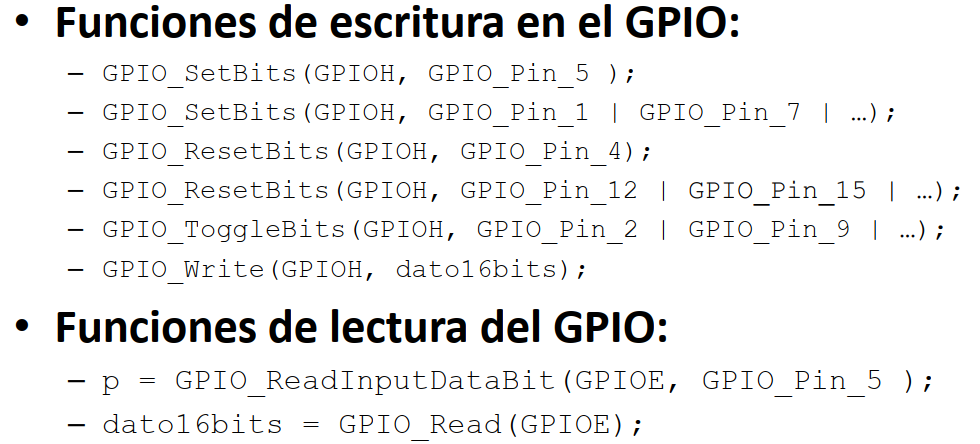 • Funciones de escritura en el GPIO:
– GPIO_SetBits(GPIOH, GPIO_Pin_5 );
– GPIO_SetBits(GPIOH, GPIO_Pin_1 | GPIO_Pin_7 | …);
– GPIO_ResetBits(GPIOH, GPIO_Pin_4);
– GPIO_ResetBits(GPIOH, GPIO_Pin_12 | GPIO_Pin_15 | …);
– GPIO_ToggleBits(GPIOH, GPIO_Pin_2 | GPIO_Pin_9 | …);
– GPIO_Write(GPIOH, dato16bits);
• Funciones de lectura del GPIO:
– p = GPIO_ReadInputDataBit(GPIOE, GPIO_Pin_5 );
– dato16bits = GPIO_Read(GPIOE);